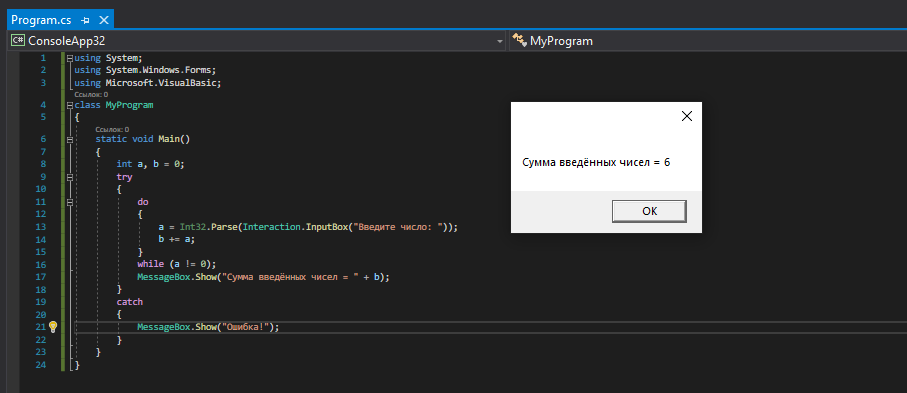 Program.cs
C# ConsoleApp32
MyProgram
1 using System;
2 using System.Windows.Forms;
3 using Microsoft.VisualBasic;
Ссылок: 0
4 class MyProgram
5 {
Ссылок: 0
6 static void Main()
7 {
8 int a, b = 0;
9 try
10 {
11 do
12 {
13 a = Int32.Parse(Interaction.InputBox("Введите число: "));
14 b += a;
15 }
16 while (a != 0);
17 MessageBox.Show("Сумма введённых чисел = " + b);
18 }
19 catch
20 {
21 MessageBox.Show("Ошибка!");
22 }
23 }
24 }
Сумма введённых чисел = 6
OK